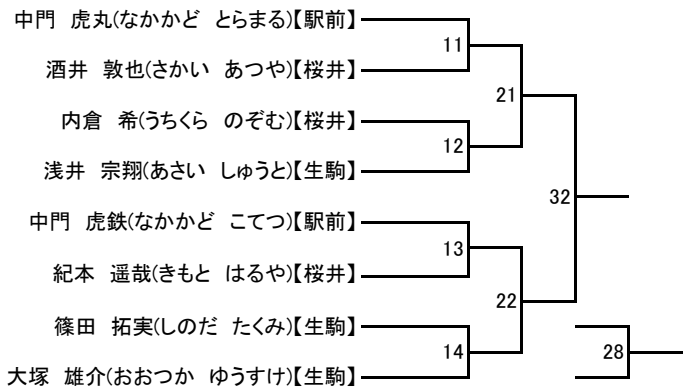 中門　虎丸(なかかど　とらまる)【駅前】
11
酒井　敦也(さかい　あつや)【桜井】
21
内倉　希(うちくら　のぞむ)【桜井】
12
浅井　宗翔(あさい　しゅうと)【生駒】
32
中門　虎鉄(なかかど　こてつ)【駅前】
13
紀本　遥哉(きもと　はるや)【桜井】
22
篠田　拓実(しのだ　たくみ)【生駒】
14
28
大塚　雄介(おおつか　ゆうすけ)【生駒】